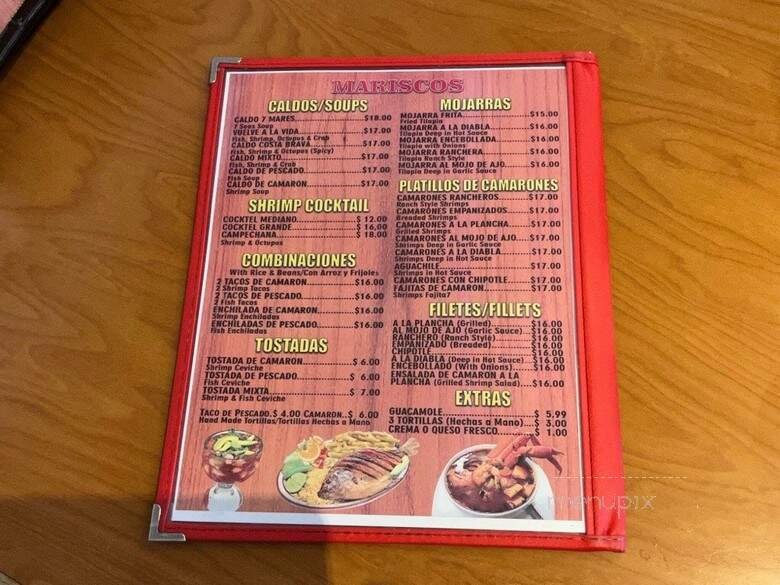 MARISCOS
CALDOS/SOUPS
CALDO 7 MARES...$18.00
7 Seas Soup
VUELVE A LA VIDA...$17.00
Fish, Shrimp, Octupus & Crab
CALDO COSTA BRAVA...$17.00
Fish, Shrimp & Octupus (Spicy)
CALDO MIXTO...$17.00
Fish, Shrimp & Crab
CALDO DE PESCADO...$17.00
Fish Soup
CALDO DE CAMARON...$17.00
Shrimp Soup
SHRIMP COCKTAIL
COCKTEL MEDIANO...$ 12.00
COCKTEL GRANDE...$ 16.00
CAMPECHANA...$ 18.00
Shrimp & Octupus
COMBINACIONES
With Rice & Beans/Con Arroz y Frijoles
2 TACOS DE CAMARON...$16.00
2 Shrimp Tacos
2 TACOS DE PESCADO...$16.00
2 Fish Tacos
ENCHILADA DE CAMARON...$16.00
Shrimp Enchiladas
ENCHILADAS DE PESCADO...$16.00
Fish Enchiladas
TOSTADAS
TOSTADA DE CAMARON...$ 6.00
Shrimp Ceviche
TOSTADA DE PESCADO...$ 6.00
Fish Ceviche
TOSTADA MIXTA...$ 7.00
Shrimp & Fish Ceviche
TACO DE PESCADO.$ 4.00 CAMARON..$ 6.00
Hand Made Tortillas/Tortillas Hechas a Mano
MOJARRAS
MOJARRA FRITA...$15.00
Fried Tilapia
MOJARRA A LA DIABLA...$16.00
Tilapia Deep in Hot Sauce
MOJARRA ENCEBOLLADA...$16.00
Tilapia with Onions
MOJARRA RANCHERA...$16.00
Tilapia Ranch Style
MOJARRA AL MOJO DE AJO...$16.00
Tilapia Deep in Garlic Sauce
PLATILLOS DE CAMARONES
CAMARONES RANCHEROS...$17.00
Ranch Style Shrimps
CAMARONES EMPANIZADOS...$17.00
Breaded Shrimps
CAMARONES A LA PLANCHA...$17.00
Grilled Shrimps
CAMARONES AL MOJO DE AJO...$17.00
Shrimps Deep in Garlic Sauce
CAMARONES A LA DIABLA...$17.00
Shrimps Deep in Hot Sauce
AGUACHILE...$17.00
Shrimps in Hot Sauce
CAMARONES CON CHIPOTLE...$17.00
FAJITAS DE CAMARON...$17.00
Shrimps Fajita7
FILETES/FILLETS
A LA PLANCHA (Grilled)...$16.00
AL MOJO DE AJO (Garlic Sauce)...$16.00
RANCHERO (Ranch Style)...$16.00
EMPANIZADO (Breaded)...$16.00
CHIPOTLE...$16.00
A LA DIABLA (Deep in Hot Sauce)...$16.00
ENCEBOLLADO (With Onions)...$16.00
ENSALADA DE CAMARON A LA
PLANCHA (Grilled Shrimp Salad)...$16.00
EXTRAS
GUACAMOLE...$ 5,99
3 TORTILLAS (Hechas a Mano)...$ 3.00
CREMA O QUESO FRESCO...$ 1.00
menupix